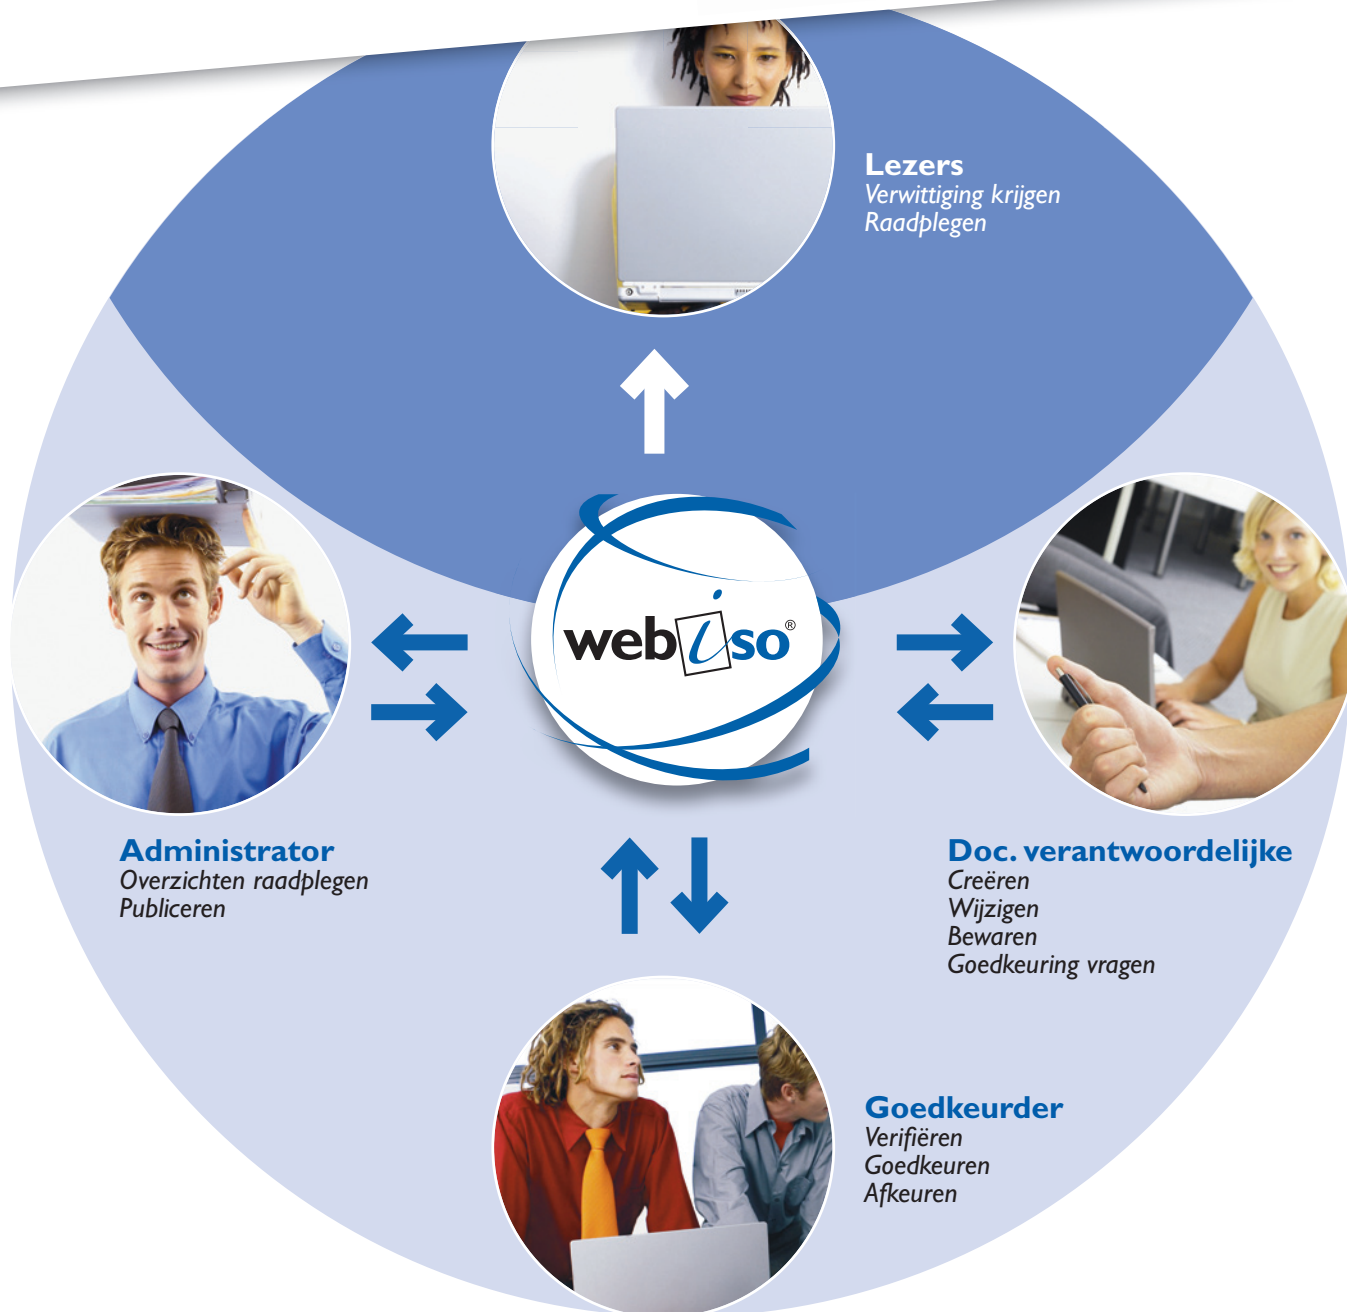 Lezers
Verwittiging krijgen
Raadplegen
webiso®
Administrator
Overzichten raadplegen
Publiceren
Doc. verantwoordelijke
Creëren
Wijzigen
Bewaren
Goedkeuring vragen
Goedkeurder
Verifiëren
Goedkeuren
Afkeuren